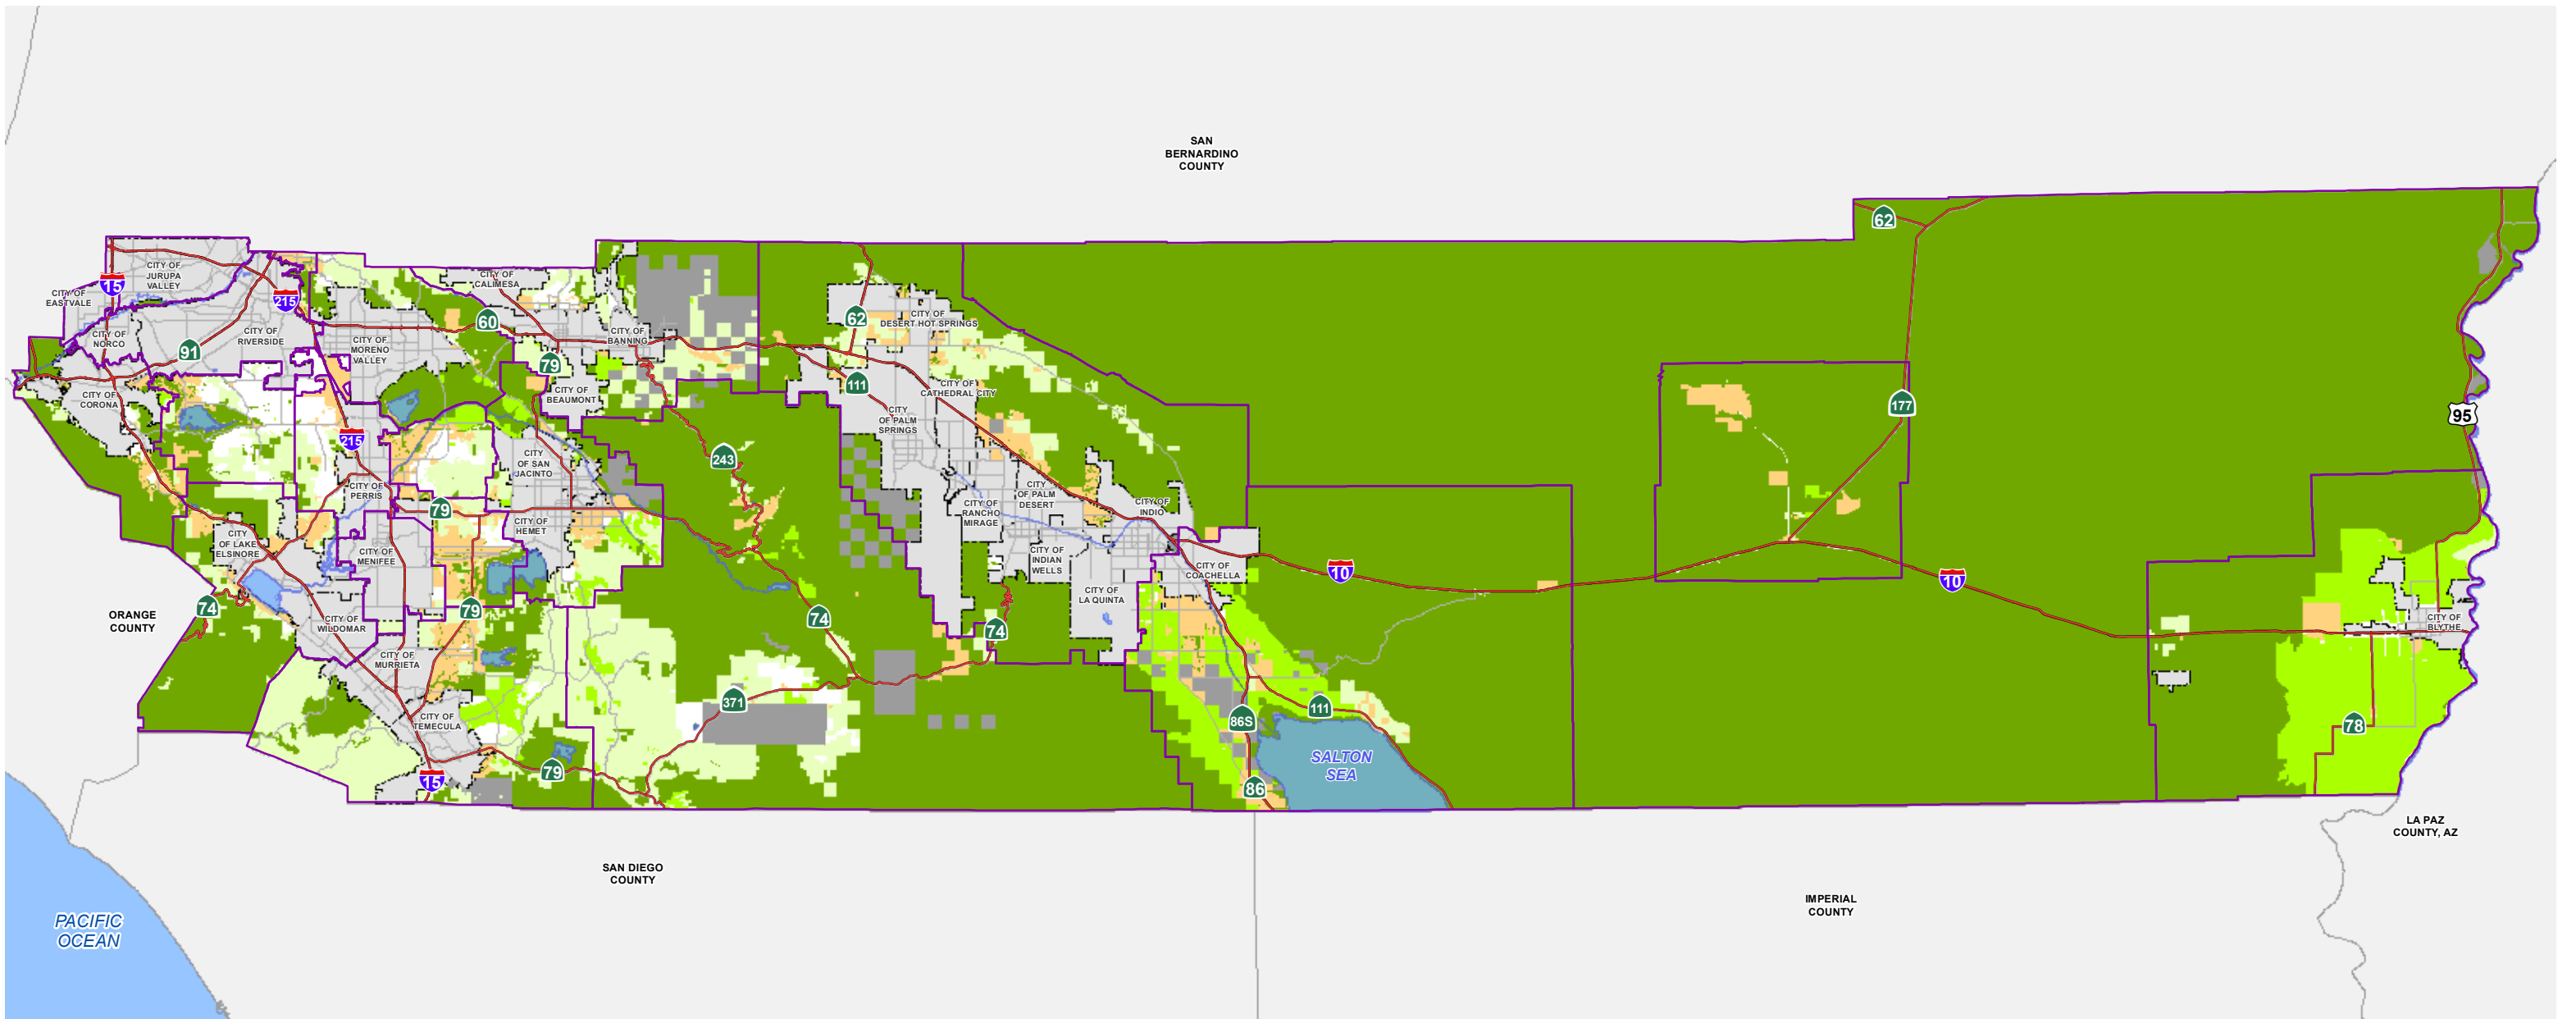 SAN
BERNARDINO
COUNTY
62
CITY OF
JURUPA
VALLEY
CITY OF
CALIMESA
15
CITY OF
EASTVALE
215
62
CITY OF
DESERT HOT SPRINGS
60
CITY OF
NORCO
CITY OF
RIVERSIDE
CITY OF
BANNING
91
CITY OF
MORENO
VALLEY
79
111
CITY OF
CATHEDRAL CITY
CITY OF
CORONA
CITY OF
BEAUMONT
177
95
CITY
OF PALM
SPRINGS
215
243
CITY
OF SAN
JACINTO
CITY OF
PERRIS
CITY
OF PALM
DESERT
79
CITY OF
RANCHO
MIRAGE
CITY OF
INDIO
CITY OF
HEMET
CITY
OF LAKE
ELSINORE
CITY OF
MENIFEE
CITY OF
INDIAN
WELLS
CITY OF
COACHELLA
10
10
CITY OF
LA QUINTA
74
79
ORANGE
COUNTY
74
74
CITY OF
WILDOMAR
CITY OF
BLYTHE
CITY OF
MURRIETA
371
111
86S
CITY OF
TEMECULA
78
SALTON
SEA
79
15
86
LA PAZ
COUNTY, AZ
SAN DIEGO
COUNTY
IMPERIAL
COUNTY
PACIFIC
OCEAN